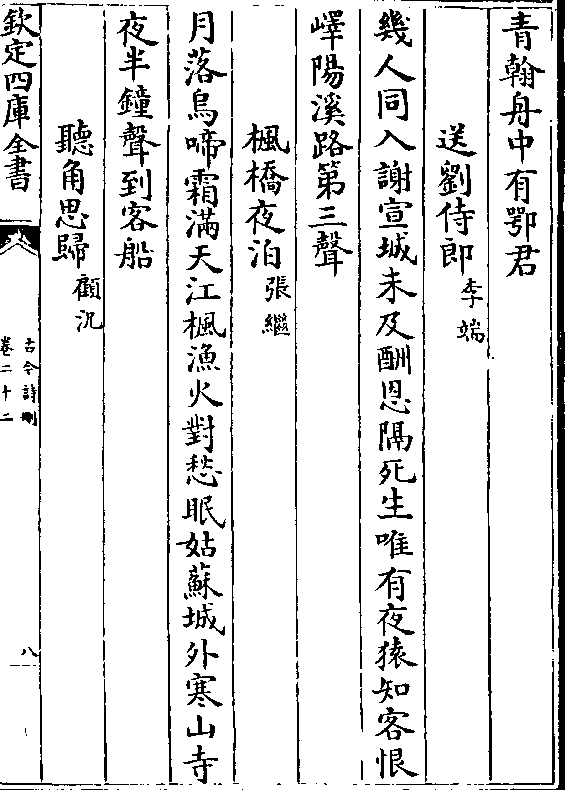 青翰舟中有鄂君
送劉侍郎李端
幾人同入謝宣城未及酬恩隔死生唯有夜猿知客恨
嶧陽溪路第三聲
楓橋夜泊張繼
月落烏啼霜滿天江楓漁火對愁眠姑蘇城外寒山寺
夜半鐘聲到客船
聽角思歸顧況
欽定四庫全書
古今詩刪
卷二十二
八